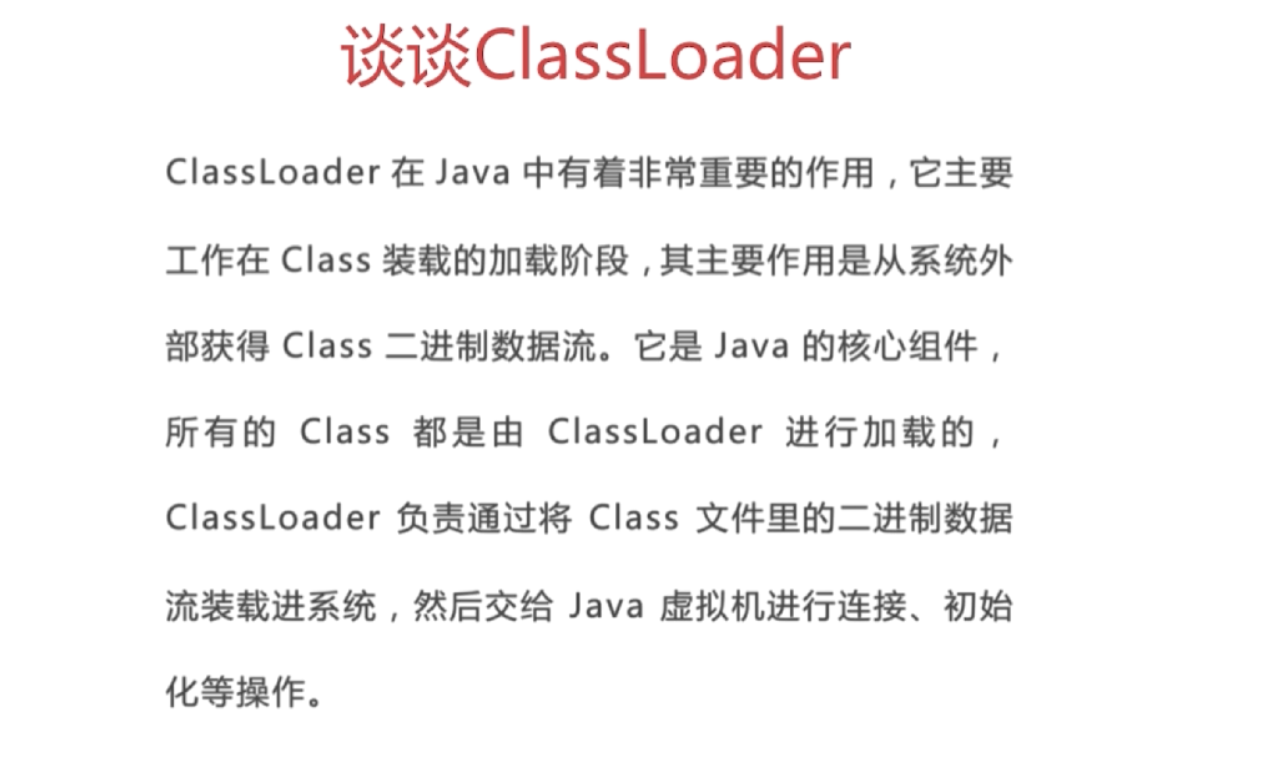 谈谈ClassLoader
ClassLoader 在 Java 中有着非常重要的作用，它主要
工作在 Class 装载的加载阶段，其主要作用是从系统外
部获得 Class 二进制数据流。它是 Java 的核心组件，
所有的 Class 都是由 ClassLoader 进行加载的，
ClassLoader 负责通过将 Class 文件里的二进制数据
流装载进系统，然后交给 Java 虚拟机进行连接、初始
化等操作。